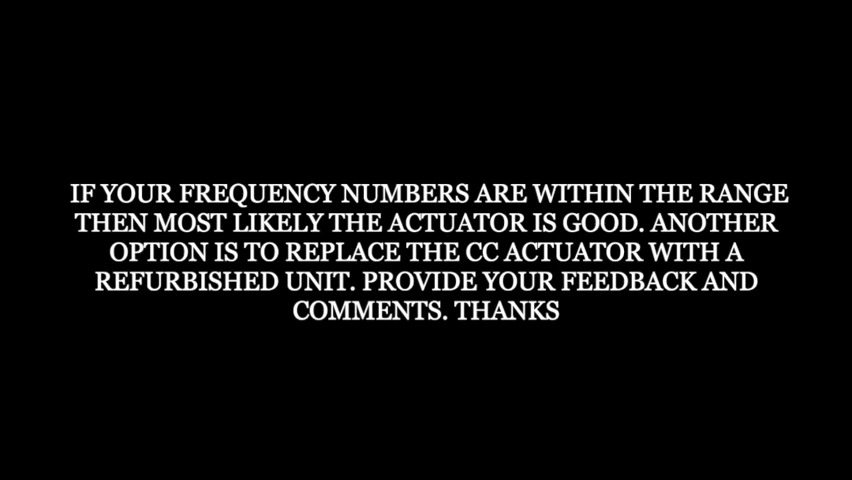 IF YOUR FREQUENCY NUMBERS ARE WITHIN THE RANGE
THEN MOST LIKELY THE ACTUATOR IS GOOD. ANOTHER
OPTION IS TO REPLACE THE CC ACTUATOR WITH A
REFURBISHED UNIT. PROVIDE YOUR FEEDBACK AND
COMMENTS. THANKS